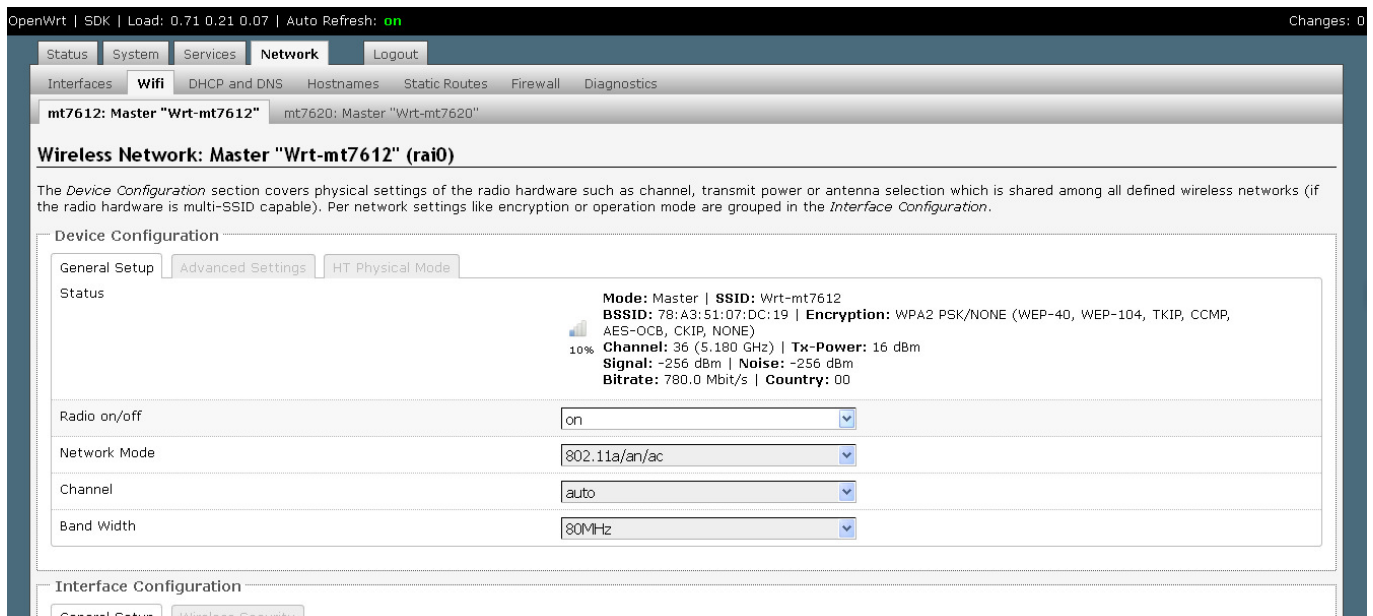 OpenWrt | SDK | Load: 0.71 0.21 0.07 | Auto Refresh: on Changes: 0
Status System Services Network Logout
Interfaces Wifi DHCP and DNS Hostnames Static Routes Firewall Diagnostics
mt7612: Master "Wrt-mt7612" mt7620: Master "Wrt-mt7620"
Wireless Network: Master "Wrt-mt7612" (rai0)
The Device Configuration section covers physical settings of the radio hardware such as channel, transmit power or antenna selection which is shared among all defined wireless networks (if
the radio hardware is multi-SSID capable). Per network settings like encryption or operation mode are grouped in the Interface Configuration.
Device Configuration
General Setup Advanced Settings HT Physical Mode
Status
Mode: Master | SSID: Wrt-mt7612
BSSID: 78:A3:51:07:DC:19 | Encryption: WPA2 PSK/NONE (WEP-40, WEP-104, TKIP, CCMP,
AES-OCB, CKIP, NONE)
10% Channel: 36 (5.180 GHz) | Tx-Power: 16 dBm
Signal: -256 dBm | Noise: -256 dBm
Bitrate: 780.0 Mbit/s | Country: 00
Radio on/off on
Network Mode 802.11a/an/ac
Channel auto
Band Width 80MHz
Interface Configuration
General Setup Wireless Security